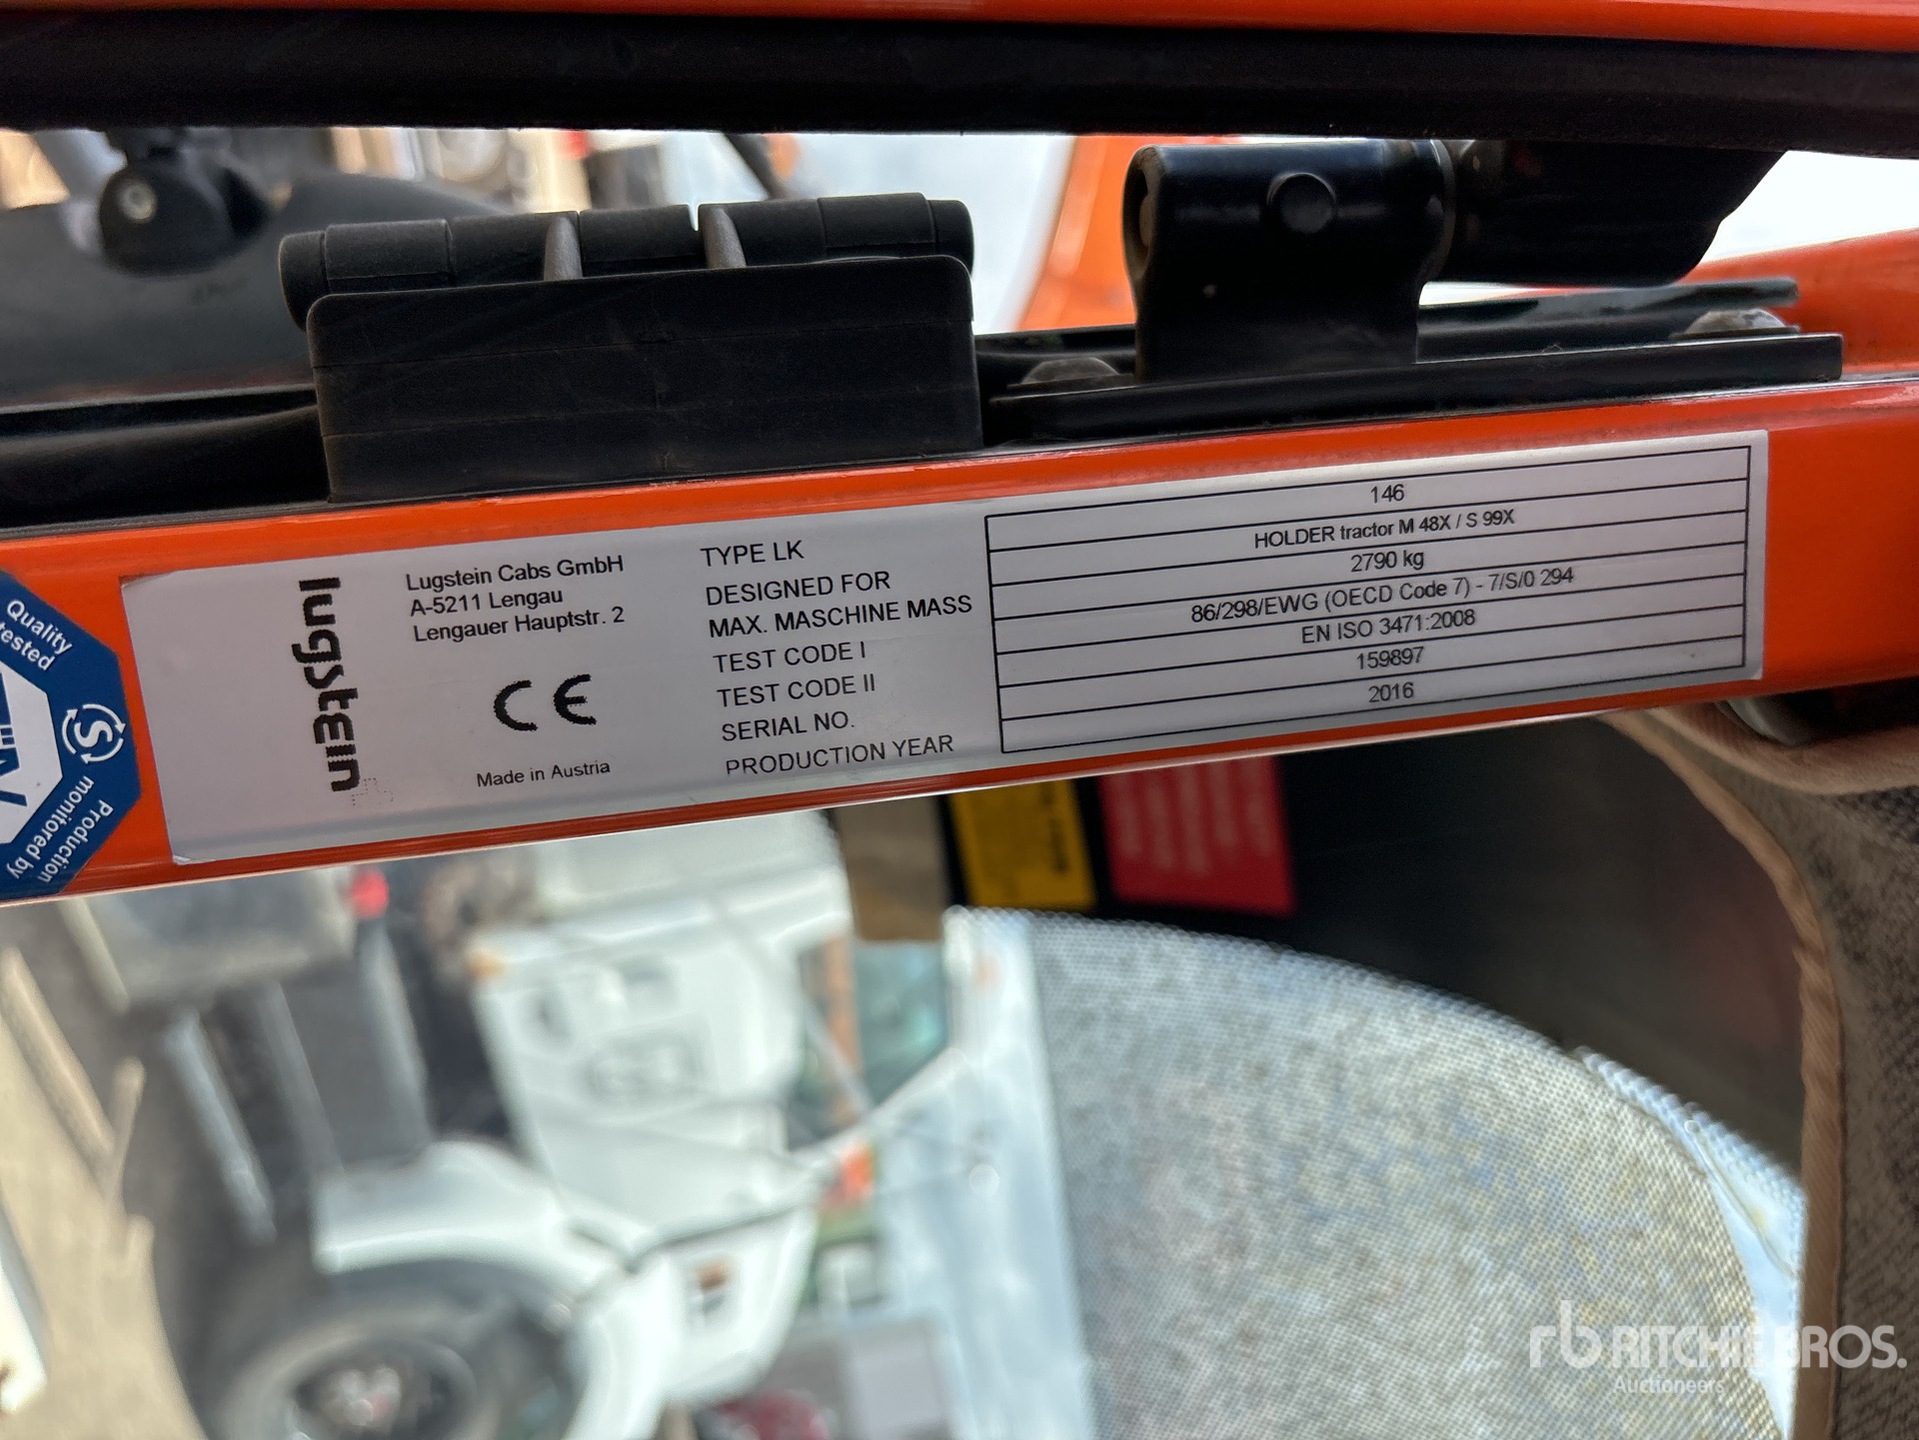 Quality
tested
S
Production
monitored by
lugstein
Lugstein Cabs GmbH
A-5211 Lengau
Lengauer Hauptstr. 2
CE
Made in Austria
TYPE LK 146
DESIGNED FOR HOLDER tractor M 48X / S 99X
MAX. MASCHINE MASS 2790 kg
TEST CODE I 86/298/EWG (OECD Code 7) - 7/S/0 294
TEST CODE II EN ISO 3471:2008
SERIAL NO. 159897
PRODUCTION YEAR 2016
rb RITCHIE BROS.
Auctioneers